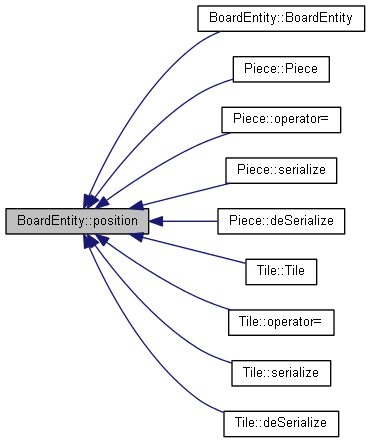 BoardEntity::BoardEntity
Piece::Piece
Piece::operator=
Piece::serialize
BoardEntity::position
Piece::deSerialize
Tile::Tile
Tile::operator=
Tile::serialize
Tile::deSerialize